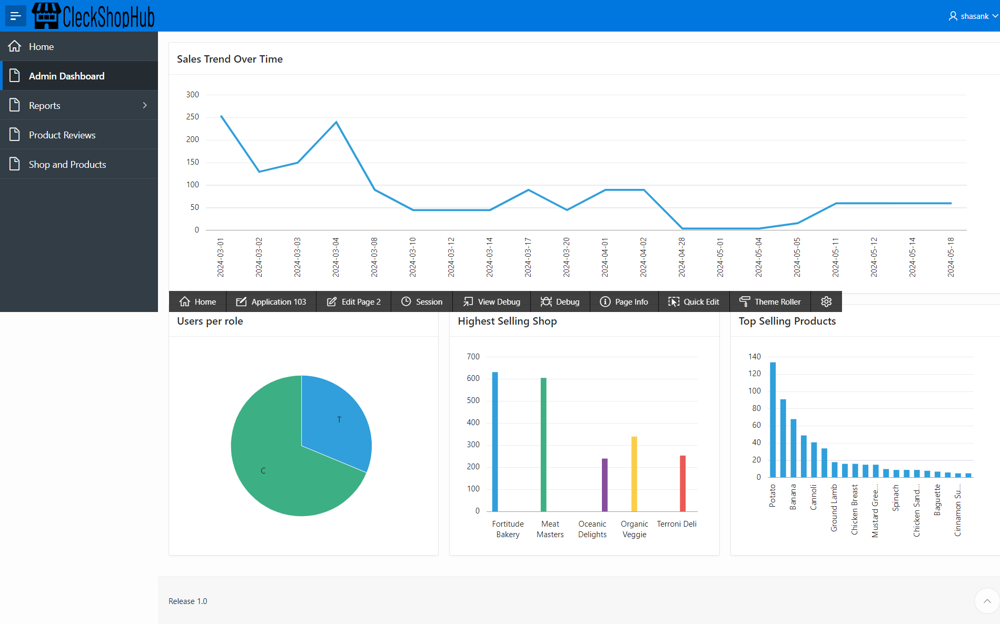 CleckShopHub
shasank
Home
Admin Dashboard
Reports
Product Reviews
Shop and Products
Sales Trend Over Time
300
250
200
150
100
50
0
2024-03-01
2024-03-02
2024-03-03
2024-03-04
2024-03-08
2024-03-10
2024-03-12
2024-03-14
2024-03-17
2024-03-20
2024-04-01
2024-04-02
2024-04-28
2024-05-01
2024-05-04
2024-05-05
2024-05-11
2024-05-12
2024-05-14
2024-05-18
Home
Application 103
Edit Page 2
Session
View Debug
Debug
Page Info
Quick Edit
Theme Roller
Users per role
T
C
Highest Selling Shop
700
600
500
400
300
200
100
0
Fortitude
Bakery
Meat
Masters
Oceanic
Delights
Organic
Veggie
Terroni Deli
Top Selling Products
140
120
100
80
60
40
20
0
Potato
Banana
Cannoli
Ground Lamb
Chicken Breast
Mustard Gree...
Spinach
Chicken Sand...
Baguette
Cinnamon Su...
Release 1.0